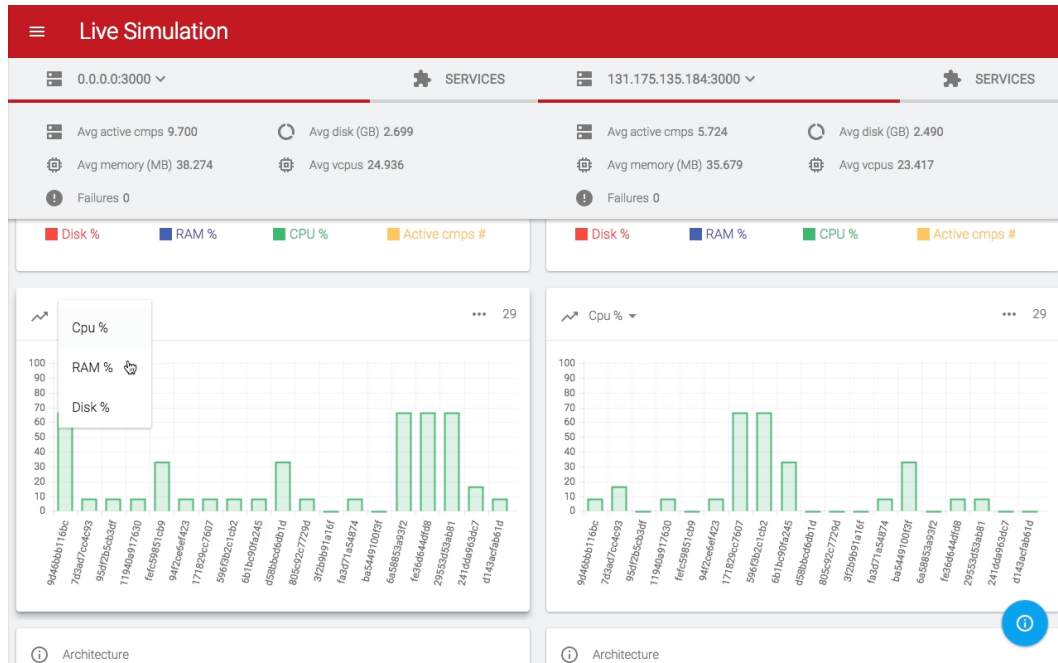 Live Simulation
0.0.0.0:3000
SERVICES
131.175.135.184:3000
SERVICES
Avg active cmps 9.700
Avg disk (GB) 2.699
Avg memory (MB) 38.274
Avg vcpus 24.936
Failures 0
Avg active cmps 5.724
Avg disk (GB) 2.490
Avg memory (MB) 35.679
Avg vcpus 23.417
Failures 0
Disk %
RAM %
CPU %
Active cmps #
Disk %
RAM %
CPU %
Active cmps #
Cpu %
RAM %
Disk %
29
100
90
80
70
60
50
40
30
20
10
0
9d46bbb116bc
7d3ad7cc4c93
95df2b5cb3df
11940a917630
fefc59851cb9
94f2ce6ef423
171829cc7607
596f3b2c1cb2
6b1bc90fa245
d58bbcd6db1d
805c92c7729d
3f2b9b91a16f
fa3d71a54874
ba5449100f3f
6a58853a93f2
fe36d644dfd8
29553d53ab81
241dda963dc7
d143acfab61d
Cpu %
29
100
90
80
70
60
50
40
30
20
10
0
9d46bbb116bc
7d3ad7cc4c93
95df2b5cb3df
11940a917630
fefc59851cb9
94f2ce6ef423
171829cc7607
596f3b2c1cb2
6b1bc90fa245
d58bbcd6db1d
805c92c7729d
3f2b9b91a16f
fa3d71a54874
ba5449100f3f
6a58853a93f2
fe36d644dfd8
29553d53ab81
241dda963dc7
d143acfab61d
Architecture
Architecture